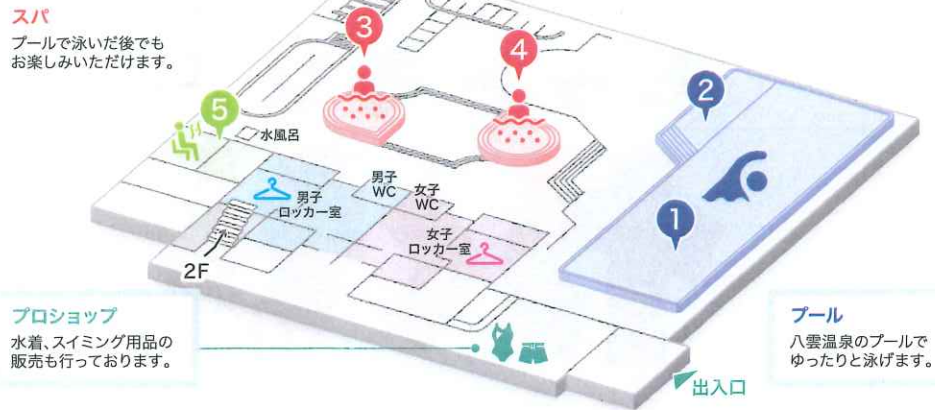 スパ
プールで泳いだ後でも
お楽しみいただけます。
3
4
2
5
水風呂
男子
ロッカー室
男子
WC
女子
WC
1
女子
ロッカー室
2F
プロショップ
水着、スイミング用品の
販売も行っております。
プール
八雲温泉のプールで
ゆったりと泳げます。
出入口